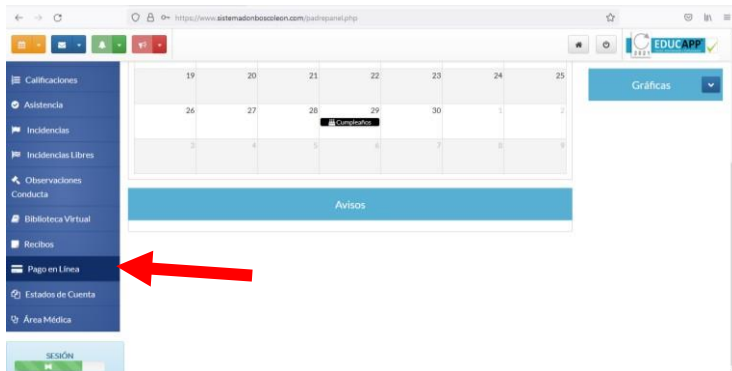 https://www.sistemadonboscoleon.com/padrepanel.php
2021 EDUCAPP
Calificaciones
Asistencia
Incidencias
Incidencias Libres
Observaciones
Conducta
Biblioteca Virtual
Recibos
Pago en Línea
Estados de Cuenta
Área Médica
SESIÓN
19 20 21 22 23 24 25
26 27 28 29 30 1 2
Cumpleaños
3 4 5 6 7 8 9
Avisos
Gráficas